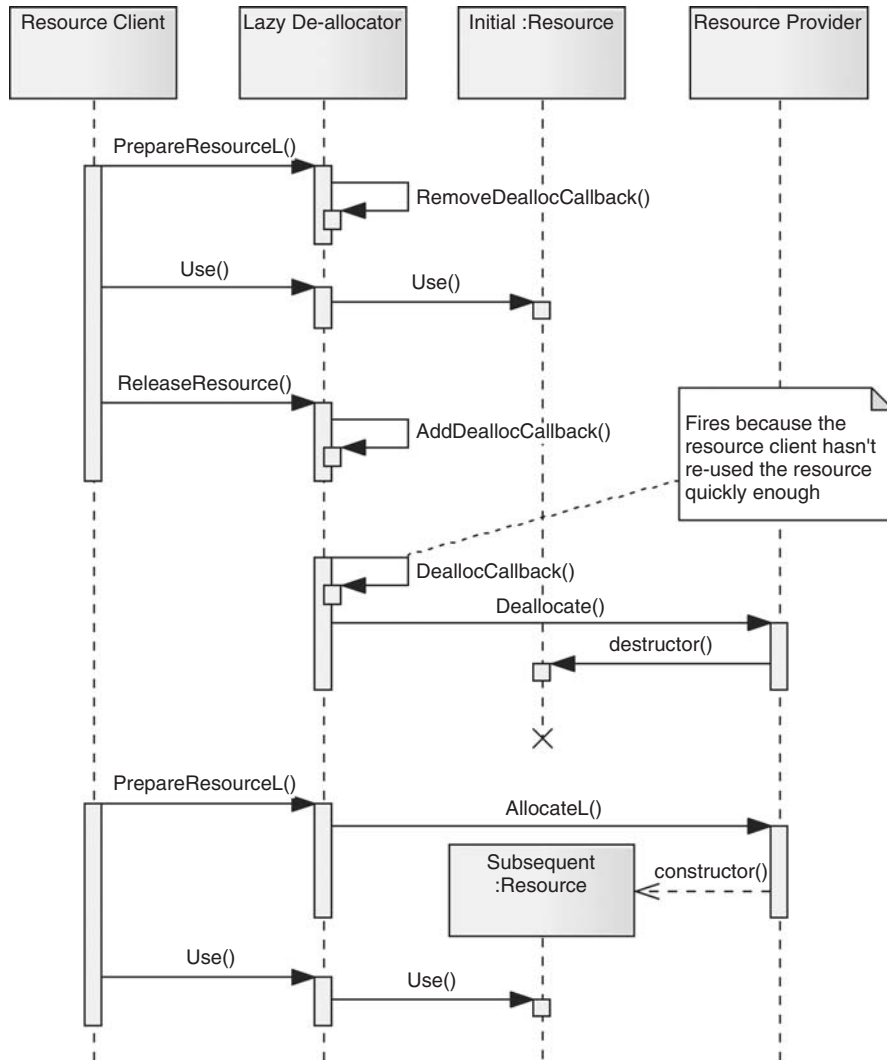 Resource Client
Lazy De-allocator
Initial :Resource
Resource Provider
PrepareResourceL()
RemoveDeallocCallback()
Use()
Use()
ReleaseResource()
AddDeallocCallback()
Fires because the
resource client hasn't
re-used the resource
quickly enough
DeallocCallback()
Deallocate()
destructor()
PrepareResourceL()
AllocateL()
Subsequent
:Resource
constructor()
Use()
Use()